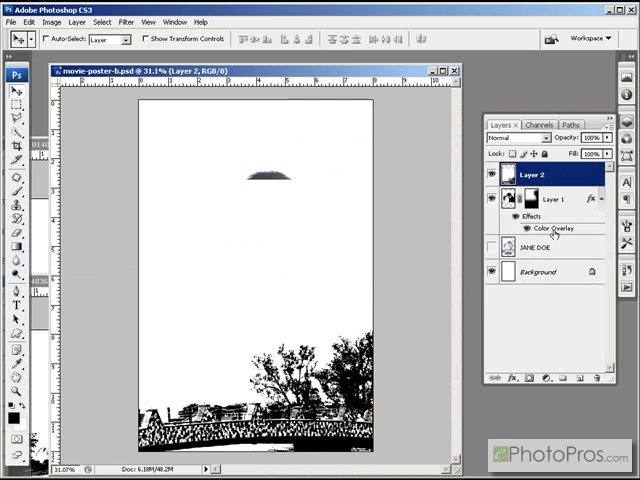 Adobe Photoshop CS3
File Edit Image Layer Select Filter View Window Help
Auto-Select: Layer Show Transform Controls Workspace
movie-poster-b.psd @ 31.1% (Layer 2, RGB/8)
Layers Channels Paths
Normal Opacity: 100%
Lock: Fill: 100%
Layer 2
Layer 1 fx
Effects
Color Overlay
JANE DOE
Background
31.07% Doc: 6.18M/48.2M
ePhotoPros.com